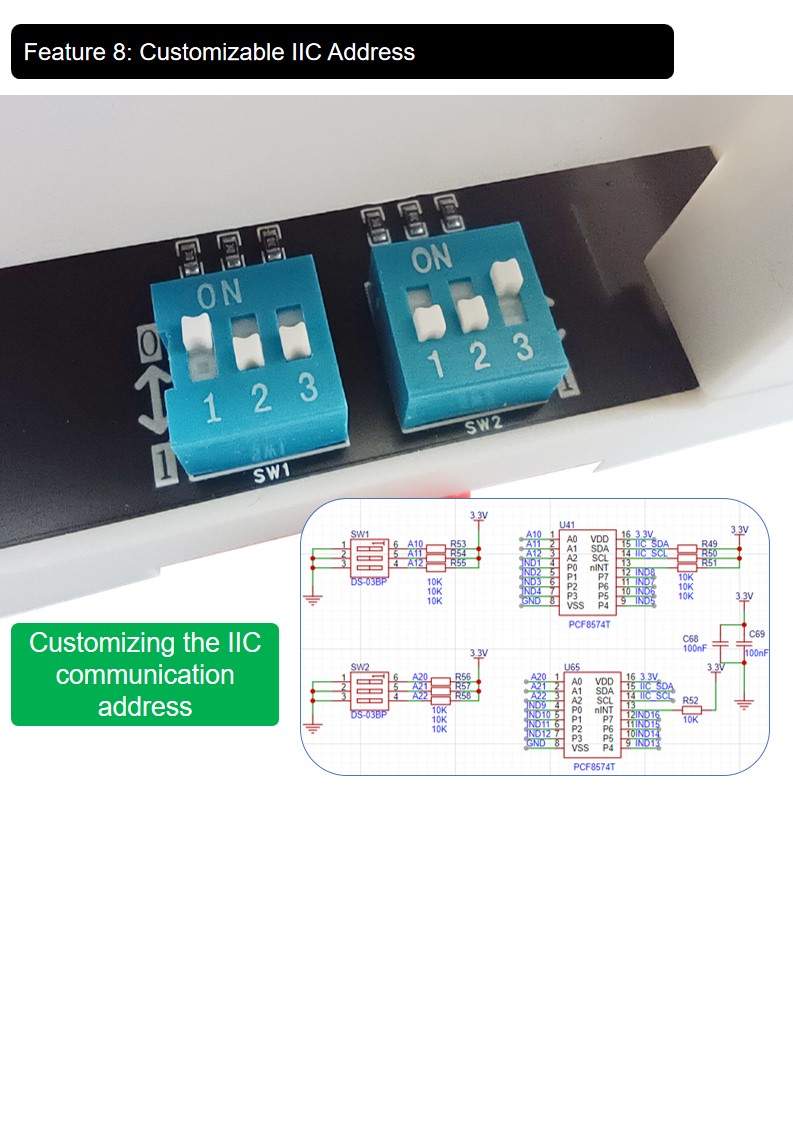 Feature 8: Customizable IIC Address
ON
1 2 3
0
1
SW1
ON
1 2 3
1
SW2
Customizing the IIC
communication
address
SW1
1
2
3
6 A10 R53
5 A11 R54
4 A12 R55
DS-03BP
10K
10K
10K
3.3V
U41
A10 1 A0 VDD 16 3.3V
A11 2 A1 SDA 15 IIC_SDA R49
A12 3 A2 SCL 14 IIC_SCL R50
IND1 4 P0 nINT 13 R51
IND2 5 P1 P7 12 IND8
IND3 6 P2 P6 11 IND7
IND4 7 P3 P5 10 IND6
GND 8 VSS P4 9 IND5
PCF8574T
10K
10K
10K
3.3V
SW2
1
2
3
6 A20 R56
5 A21 R57
4 A22 R58
DS-03BP
10K
10K
10K
3.3V
U65
A20 1 A0 VDD 16 3.3V
A21 2 A1 SDA 15 IIC_SDA
A22 3 A2 SCL 14 IIC_SCL
IND9 4 P0 nINT 13
IND10 5 P1 P7 12 IND16
IND11 6 P2 P6 11 IND15
IND12 7 P3 P5 10 IND14
GND 8 VSS P4 9 IND13
PCF8574T
R52
10K
3.3V
3.3V
C68
100nF
C69
100nF